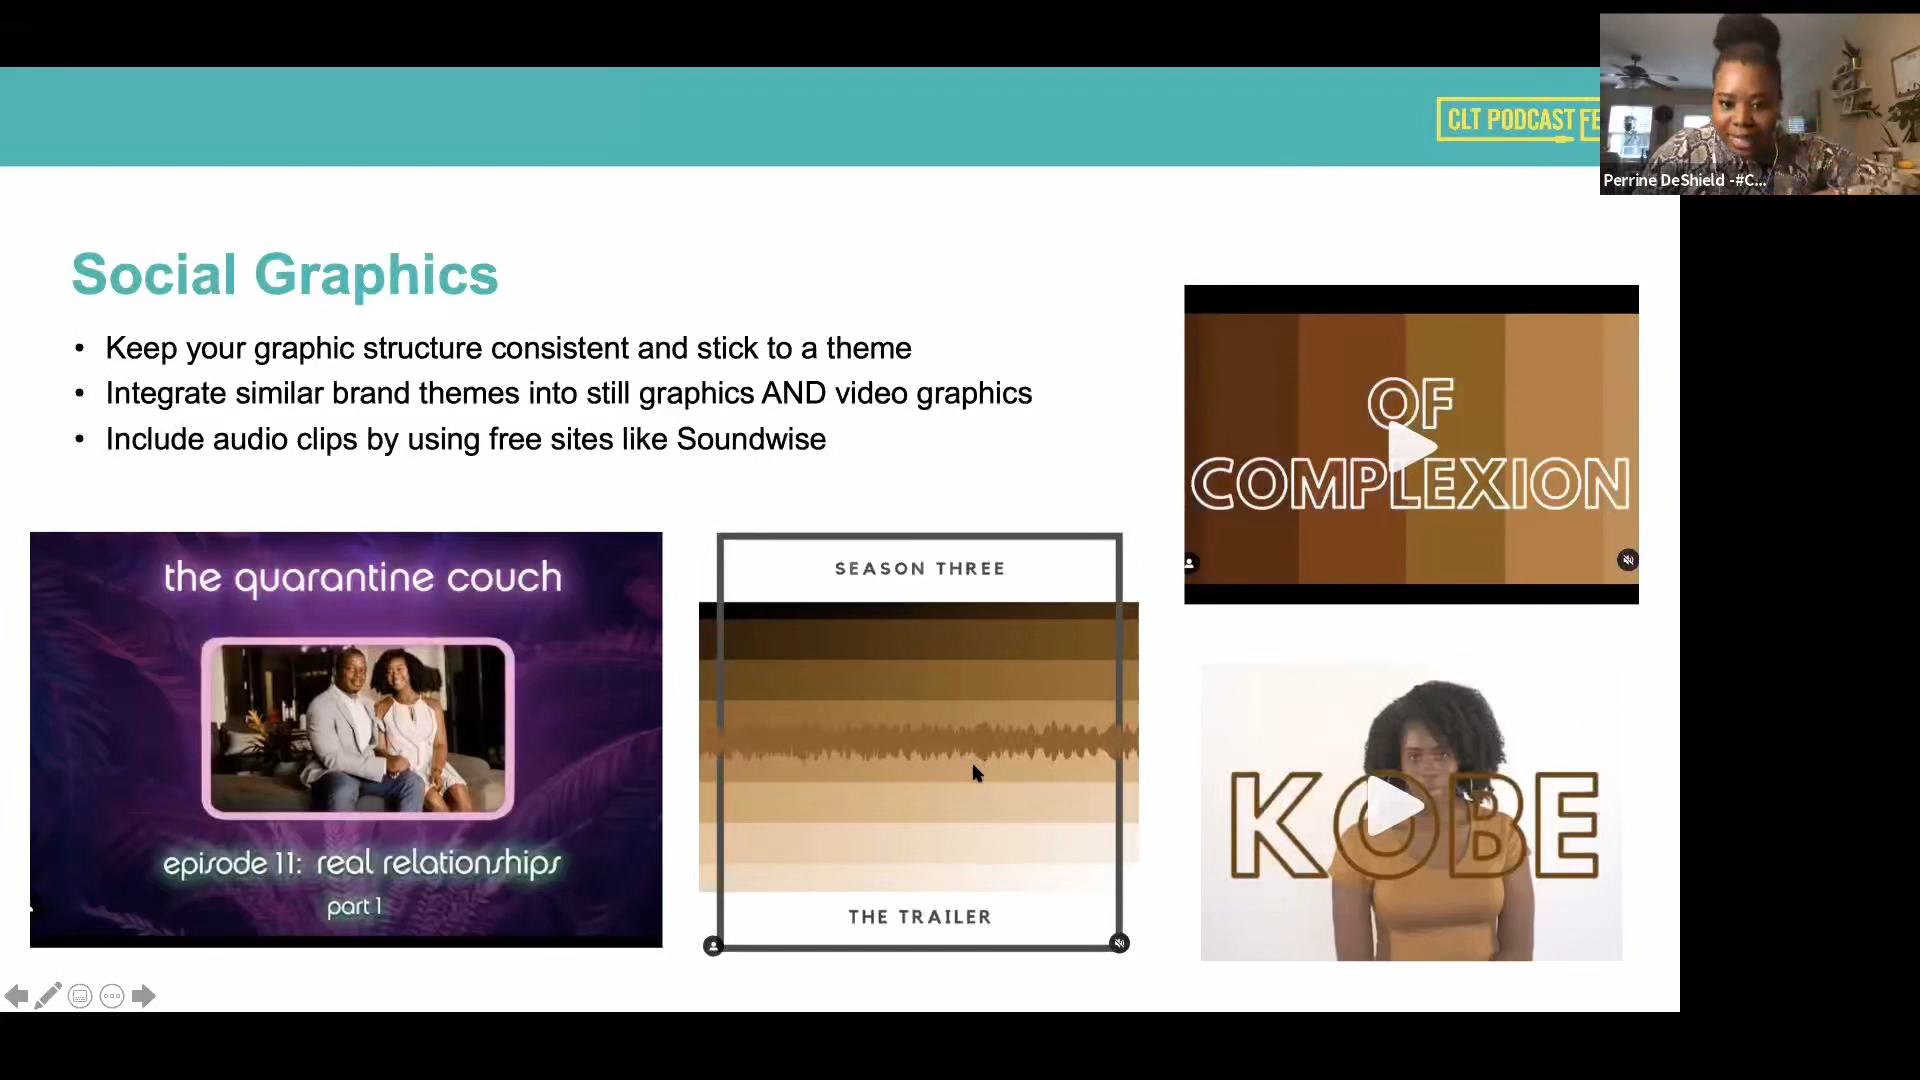 CLT PODCAST FE
Perrine DeShield -#C...
Social Graphics
• Keep your graphic structure consistent and stick to a theme
• Integrate similar brand themes into still graphics AND video graphics
• Include audio clips by using free sites like Soundwise
OF
COMPLEXION
the quarantine couch
episode 11: real relationships
part 1
SEASON THREE
THE TRAILER
KOBE